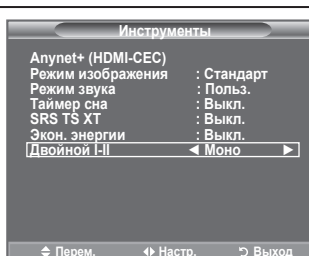 Инструменты
Anynet+ (HDMI-CEC)
Режим изображения : Стандарт
Режим звука : Польз.
Таймер сна : Выкл.
SRS TS XT : Выкл.
Экон. энергии : Выкл.
Двойной I-II ◄ Моно ►
Перем. Настр. Выход